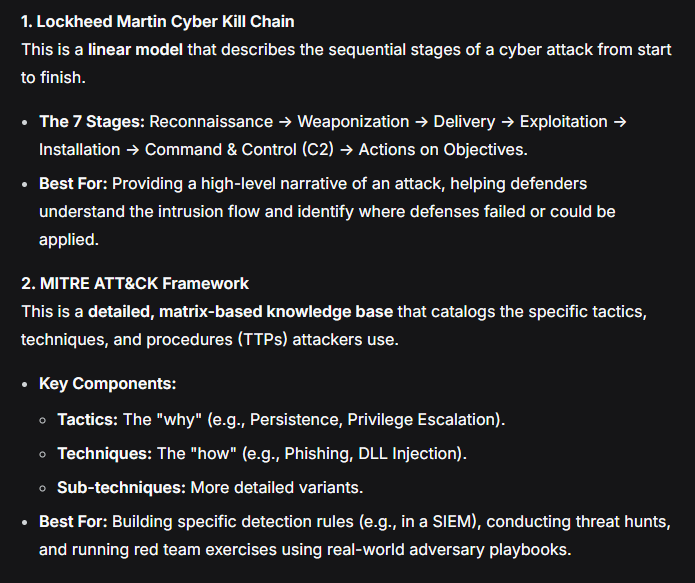 1. Lockheed Martin Cyber Kill Chain
This is a linear model that describes the sequential stages of a cyber attack from start
to finish.
• The 7 Stages: Reconnaissance → Weaponization → Delivery → Exploitation →
Installation → Command & Control (C2) → Actions on Objectives.
• Best For: Providing a high-level narrative of an attack, helping defenders
understand the intrusion flow and identify where defenses failed or could be
applied.
2. MITRE ATT&CK Framework
This is a detailed, matrix-based knowledge base that catalogs the specific tactics,
techniques, and procedures (TTPs) attackers use.
• Key Components:
◦ Tactics: The "why" (e.g., Persistence, Privilege Escalation).
◦ Techniques: The "how" (e.g., Phishing, DLL Injection).
◦ Sub-techniques: More detailed variants.
• Best For: Building specific detection rules (e.g., in a SIEM), conducting threat hunts,
and running red team exercises using real-world adversary playbooks.